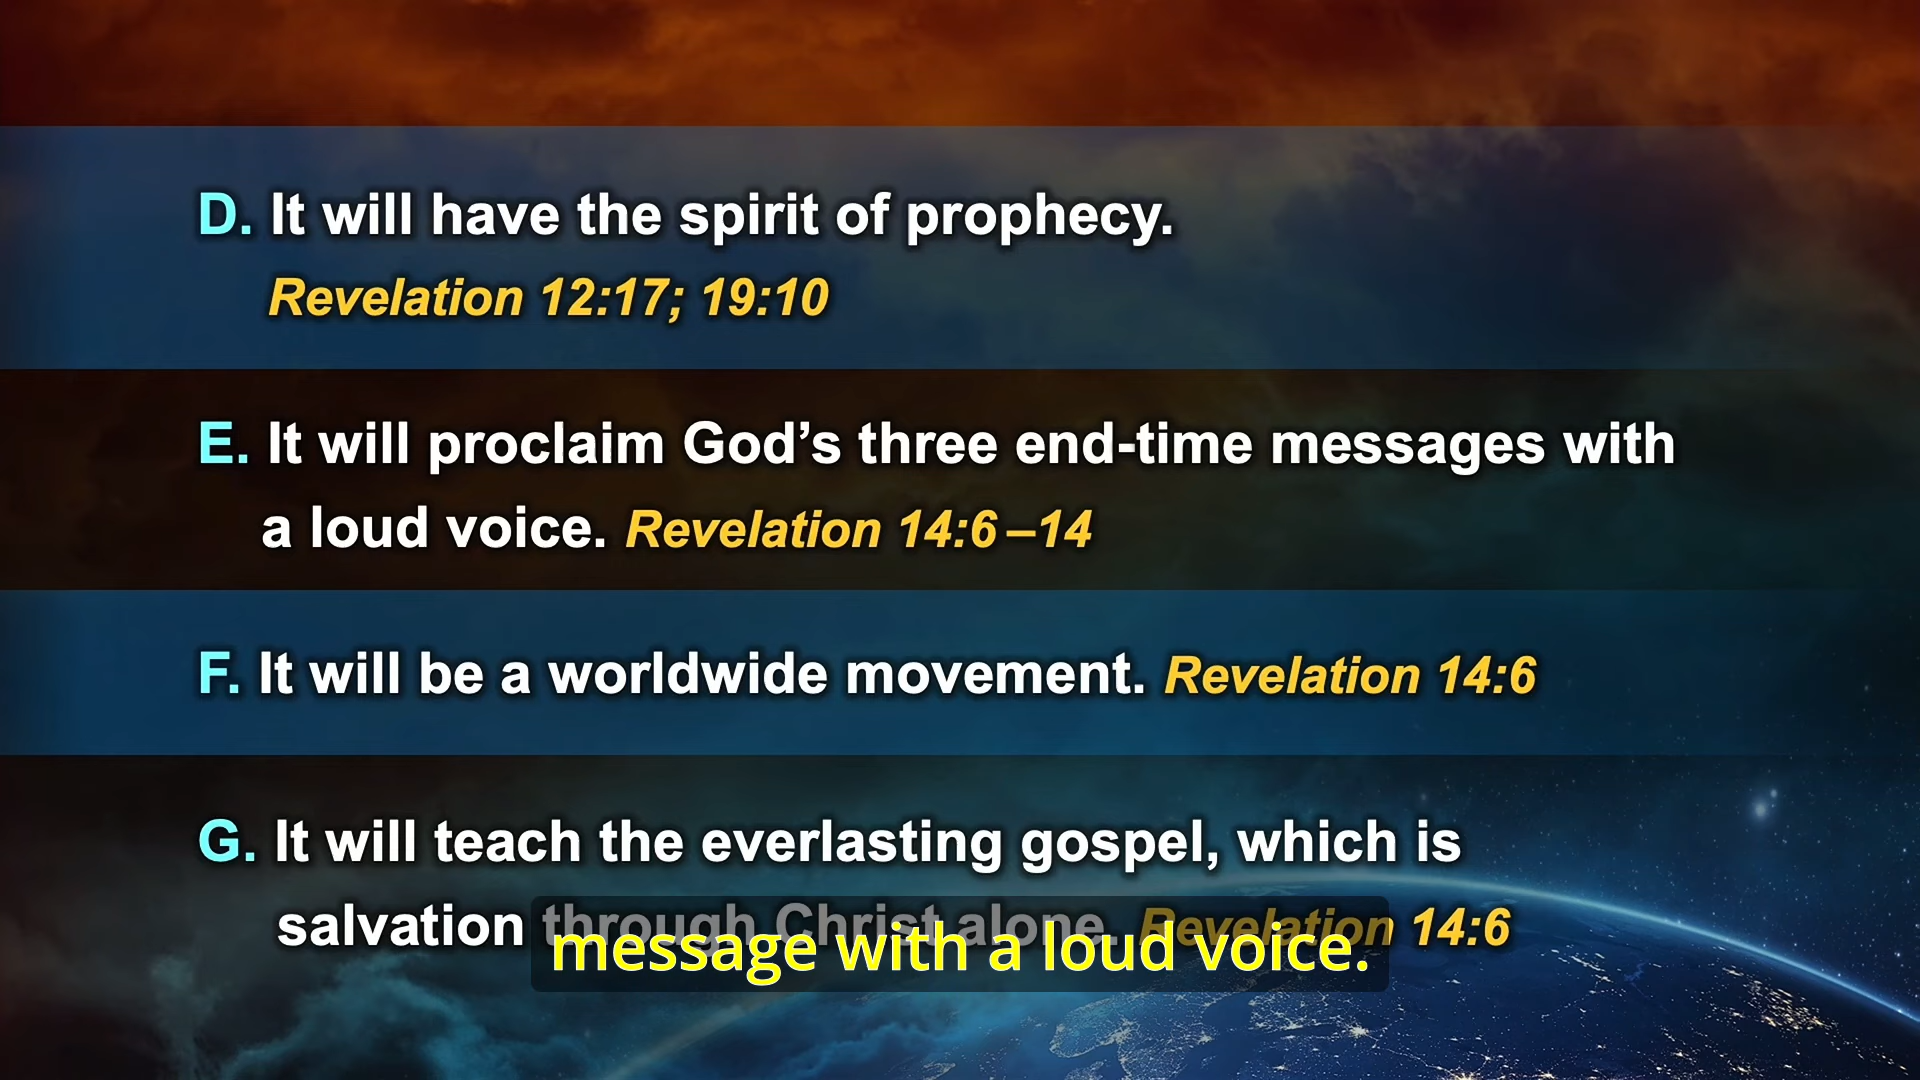 D. It will have the spirit of prophecy.
Revelation 12:17; 19:10
E. It will proclaim God’s three end-time messages with
a loud voice. Revelation 14:6–14
F. It will be a worldwide movement. Revelation 14:6
G. It will teach the everlasting gospel, which is
salvation through Christ alone. Revelation 14:6
message with a loud voice.